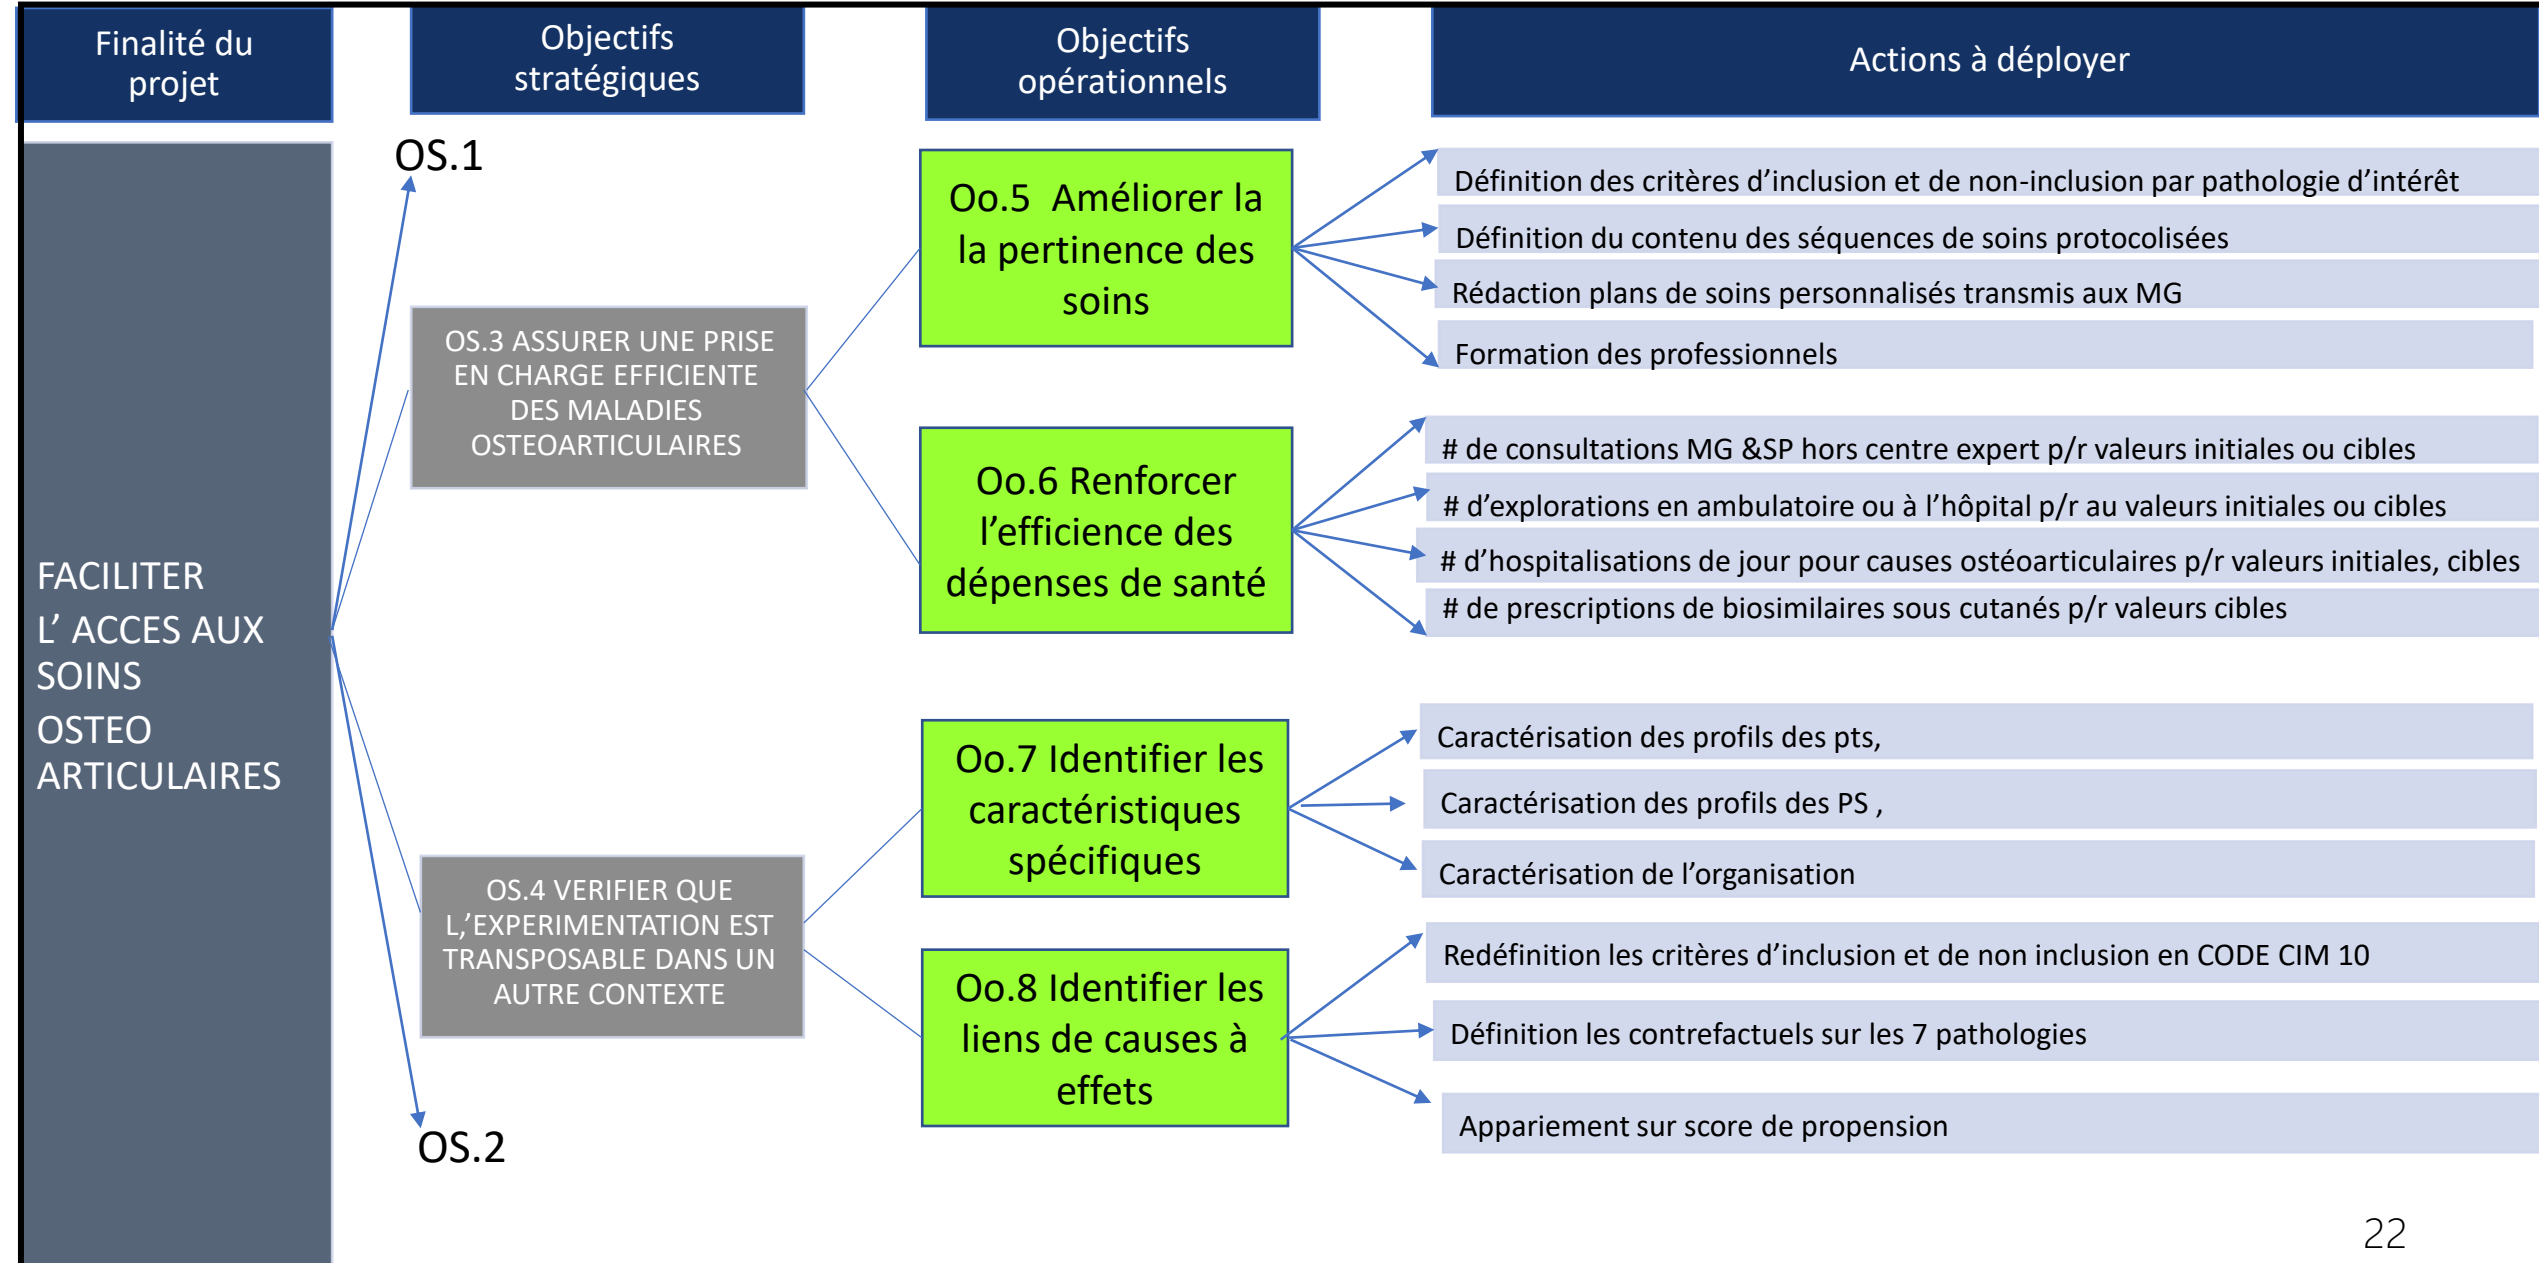 Finalité du
projet
Objectifs
stratégiques
Objectifs
opérationnels
Actions à déployer
FACILITER
L’ ACCES AUX
SOINS
OSTEO
ARTICULAIRES
OS.1
OS.3 ASSURER UNE PRISE
EN CHARGE EFFICIENTE
DES MALADIES
OSTEOARTICULAIRES
OS.4 VERIFIER QUE
L,’EXPERIMENTATION EST
TRANSPOSABLE DANS UN
AUTRE CONTEXTE
OS.2
Oo.5 Améliorer la
la pertinence des
soins
Définition des critères d’inclusion et de non-inclusion par pathologie d’intérêt
Définition du contenu des séquences de soins protocolisées
Rédaction plans de soins personnalisés transmis aux MG
Formation des professionnels
Oo.6 Renforcer
l’efficience des
dépenses de santé
# de consultations MG &SP hors centre expert p/r valeurs initiales ou cibles
# d’explorations en ambulatoire ou à l’hôpital p/r au valeurs initiales ou cibles
# d’hospitalisations de jour pour causes ostéoarticulaires p/r valeurs initiales, cibles
# de prescriptions de biosimilaires sous cutanés p/r valeurs cibles
Oo.7 Identifier les
caractéristiques
spécifiques
Caractérisation des profils des pts,
Caractérisation des profils des PS ,
Caractérisation de l’organisation
Oo.8 Identifier les
liens de causes à
effets
Redéfinition les critères d’inclusion et de non inclusion en CODE CIM 10
Définition les contrefactuels sur les 7 pathologies
Appariement sur score de propension
22